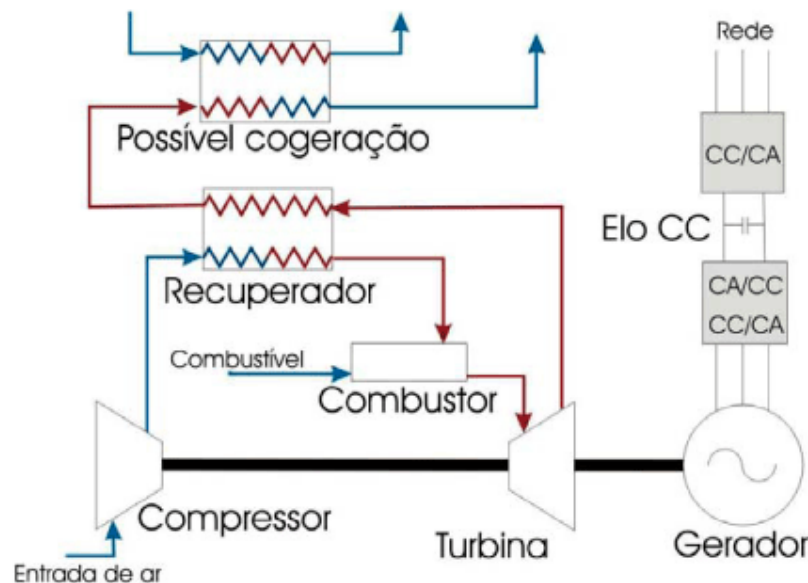 Rede
Possível cogeração
CC/CA
Elo CC
Recuperador
CA/CC
CC/CA
Combustível
Combustor
Compressor
Turbina
Gerador
Entrada de ar